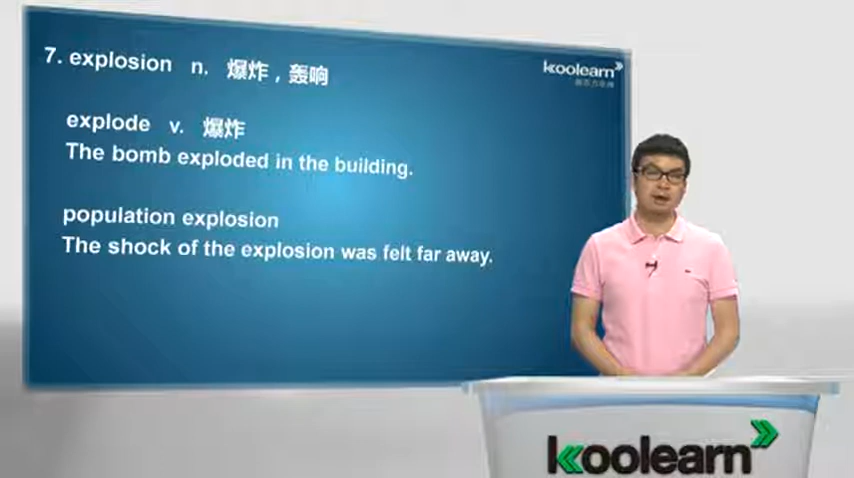 7. explosion n. 爆炸，轰响
koolearn
explode v. 爆炸
The bomb exploded in the building.
population explosion
The shock of the explosion was felt far away.
koolearn